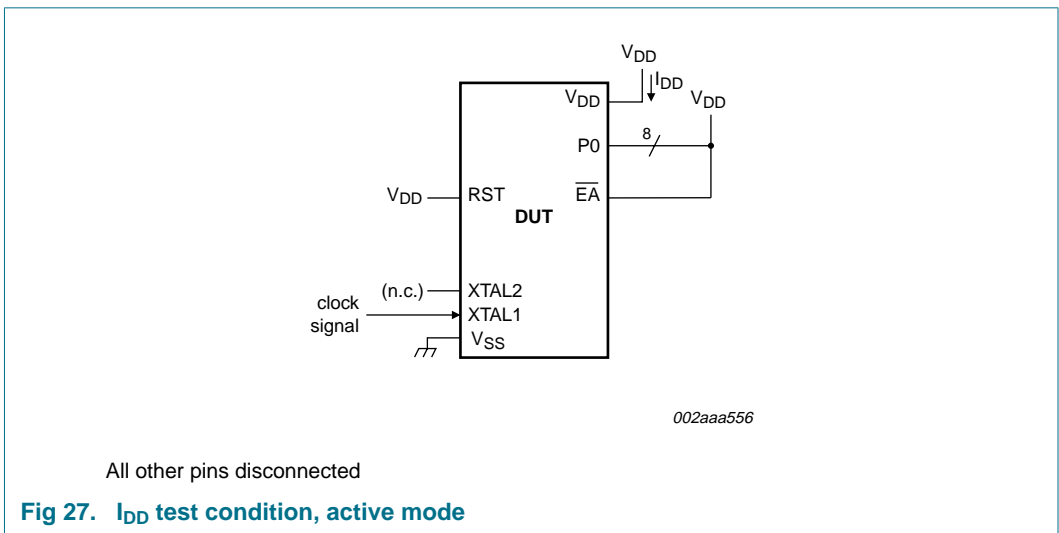 VDD
IDD
VDD
VDD
8
P0
EA
VDD
RST
DUT
(n.c.)
XTAL2
clock
signal
XTAL1
VSS
002aaa556
All other pins disconnected
Fig 27. IDD test condition, active mode